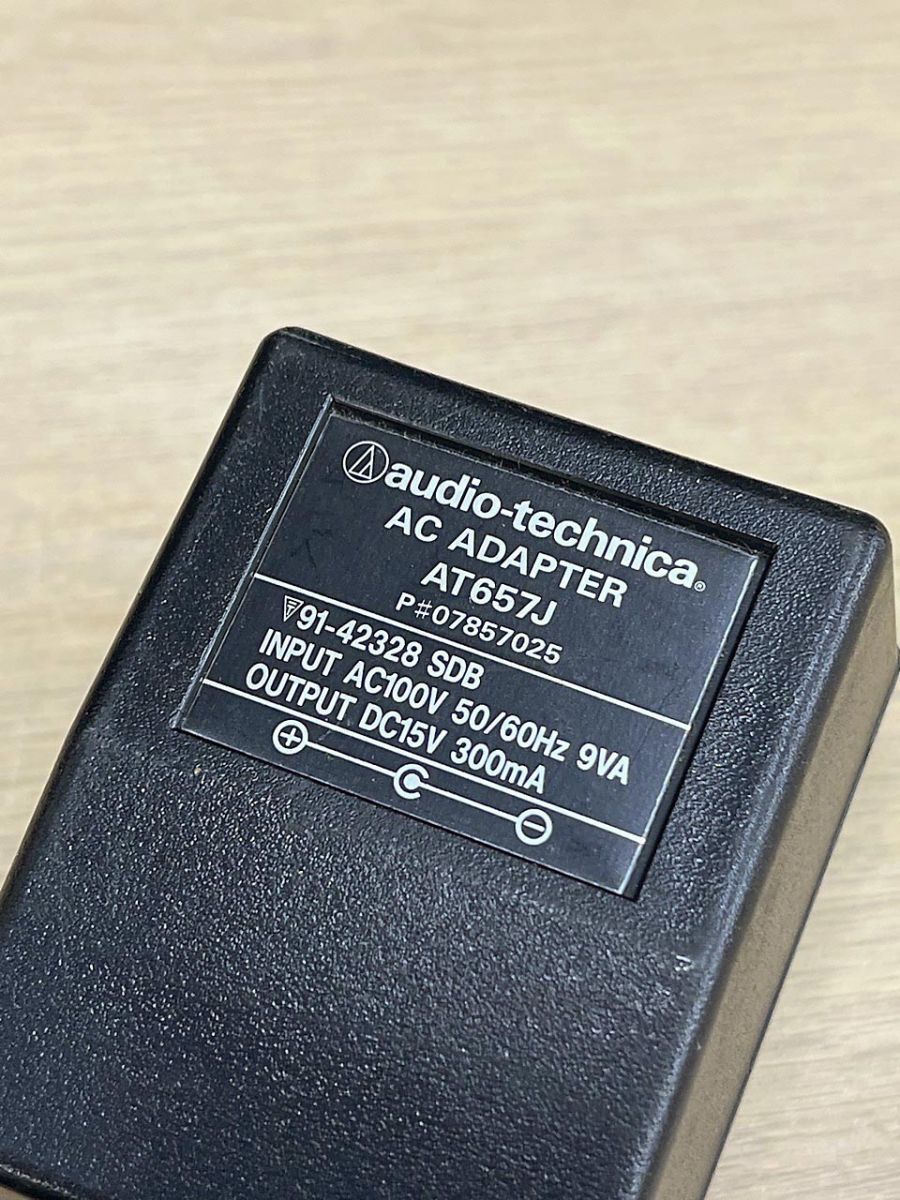 audio-technica®
AC ADAPTER
AT657J
P#07857025
91-42328 SDB
INPUT AC100V 50/60Hz 9VA
OUTPUT DC15V 300mA
+ C −